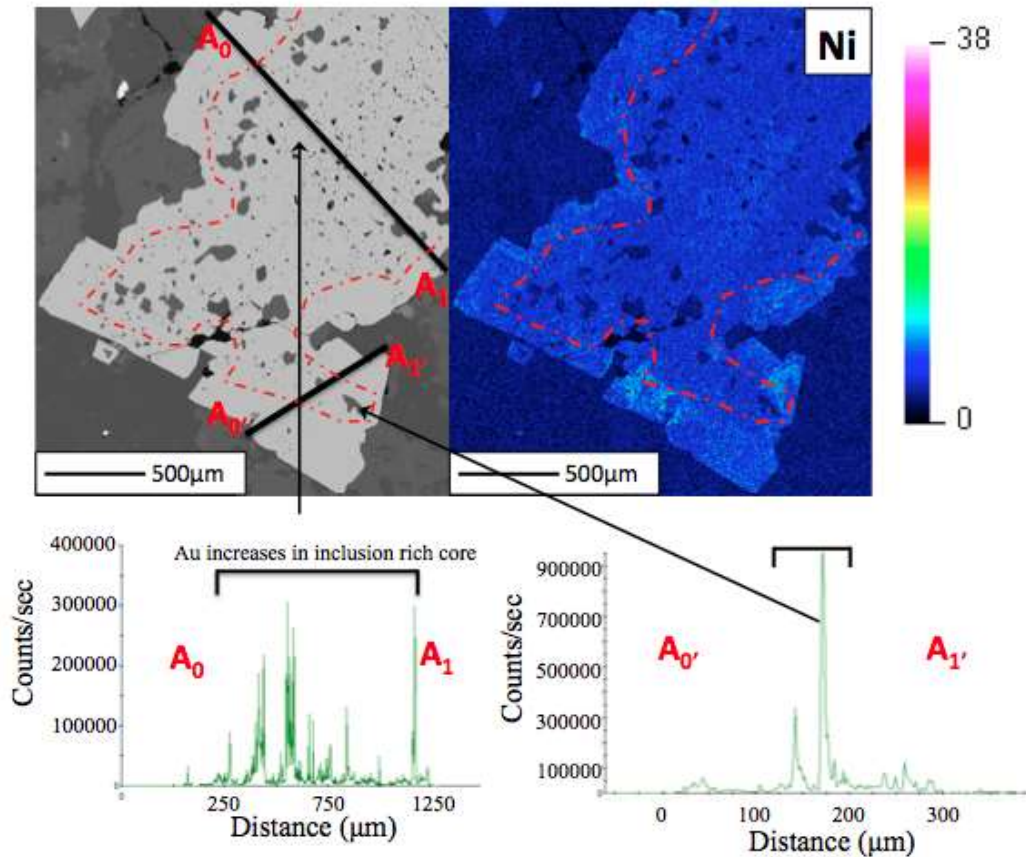 A0
Ni
38
A1
A1'
A0'
0
500µm
500µm
Au increases in inclusion rich core
400000
300000
200000
100000
0
Counts/sec
A0
A1
0
250
750
1250
Distance (µm)
900000
700000
500000
300000
100000
Counts/sec
A0'
A1'
0
100
200
300
Distance (µm)